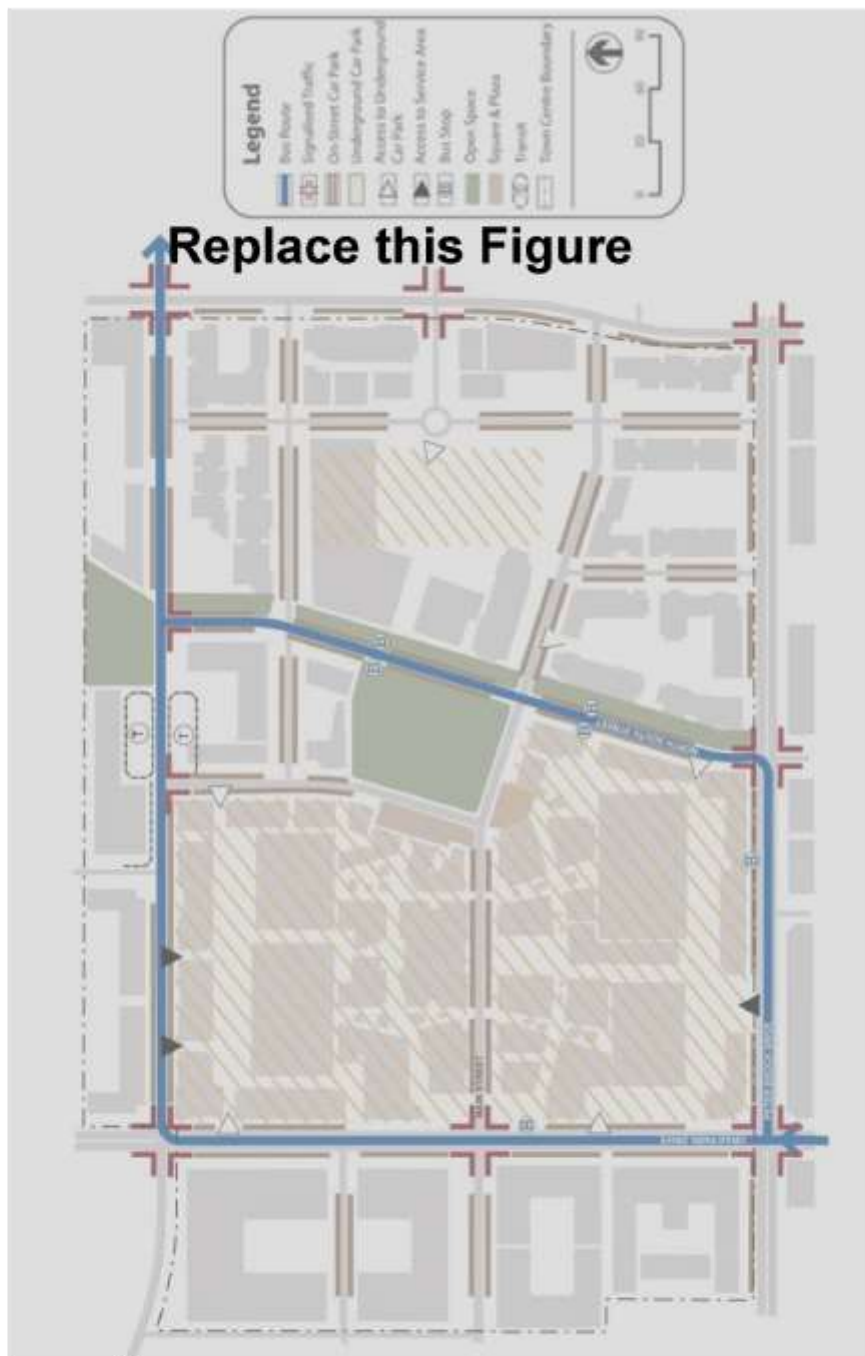 Legend
Bus Route
Signalised Traffic
On-Street Car Park
Underground Car Park
Access to Underground
Car Park
Access to Service Area
Bus Stop
Open Space
Square & Plaza
Transit
Town Centre Boundary
Replace this Figure
T
T
B
B
B
B
B
B
MAIN STREET